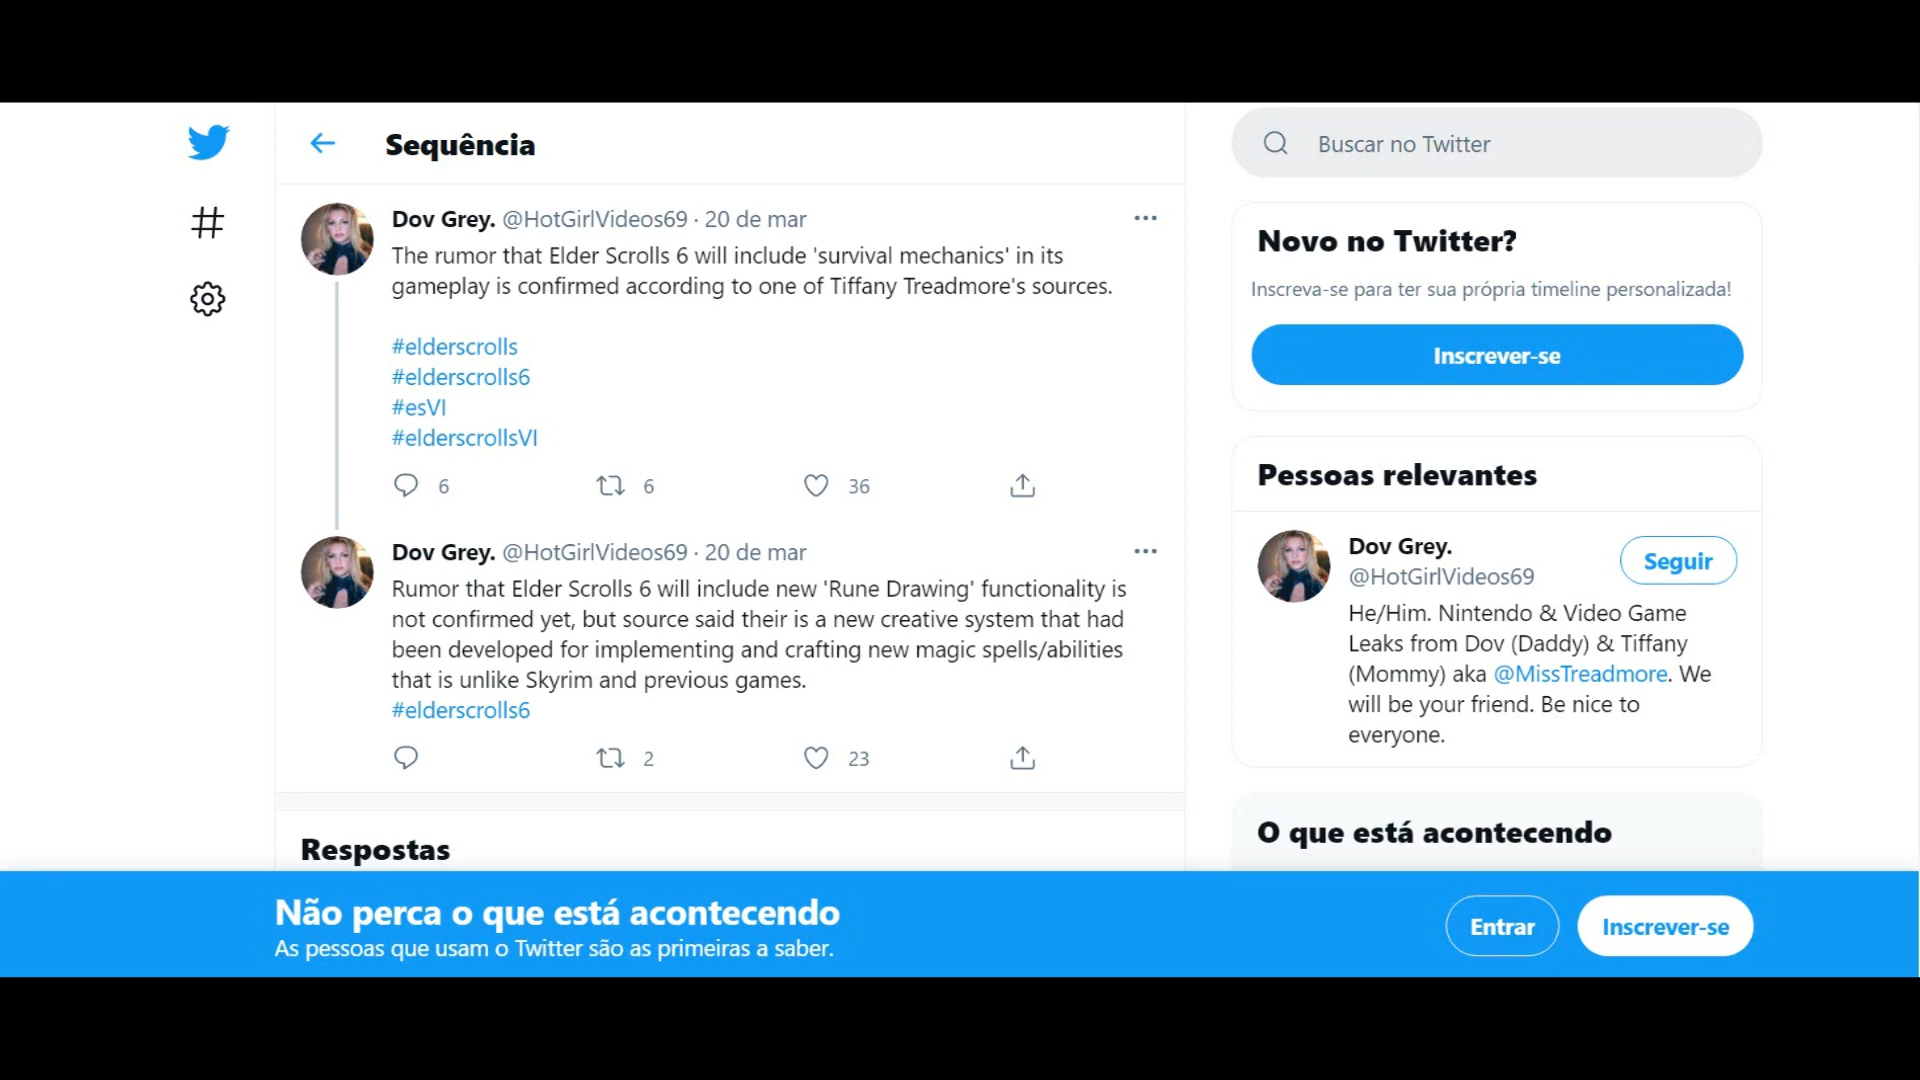 Sequência
Buscar no Twitter
Dov Grey. @HotGirlVideos69 · 20 de mar
The rumor that Elder Scrolls 6 will include 'survival mechanics' in its
gameplay is confirmed according to one of Tiffany Treadmore's sources.
#elderscrolls
#elderscrolls6
#esVI
#elderscrollsVI
6 6 36
Dov Grey. @HotGirlVideos69 · 20 de mar
Rumor that Elder Scrolls 6 will include new 'Rune Drawing' functionality is
not confirmed yet, but source said their is a new creative system that had
been developed for implementing and crafting new magic spells/abilities
that is unlike Skyrim and previous games.
#elderscrolls6
2 23
Respostas
Novo no Twitter?
Inscreva-se para ter sua própria timeline personalizada!
Inscrever-se
Pessoas relevantes
Dov Grey.
@HotGirlVideos69
Seguir
He/Him. Nintendo & Video Game
Leaks from Dov (Daddy) & Tiffany
(Mommy) aka @MissTreadmore. We
will be your friend. Be nice to
everyone.
O que está acontecendo
Não perca o que está acontecendo
As pessoas que usam o Twitter são as primeiras a saber.
Entrar
Inscrever-se